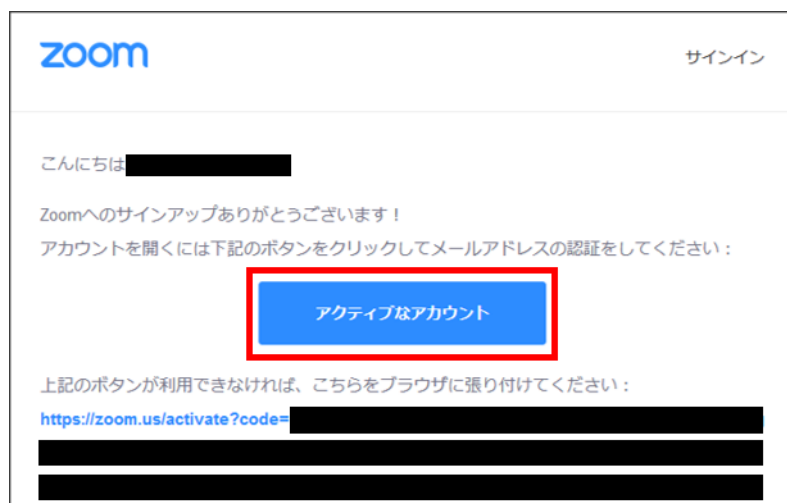 zoom
サインイン
こんにちは
Zoomへのサインアップありがとうございます！
アカウントを開くには下記のボタンをクリックしてメールアドレスの認証をしてください：
アクティブなアカウント
上記のボタンが利用できなければ、こちらをブラウザに張り付けてください：
https://zoom.us/activate?code=